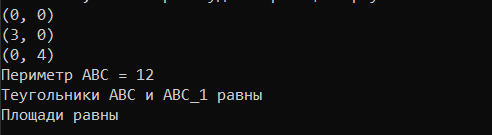 (0, 0)
(3, 0)
(0, 4)
Периметр ABC = 12
Теугольники ABC и ABC_1 равны
Площади равны